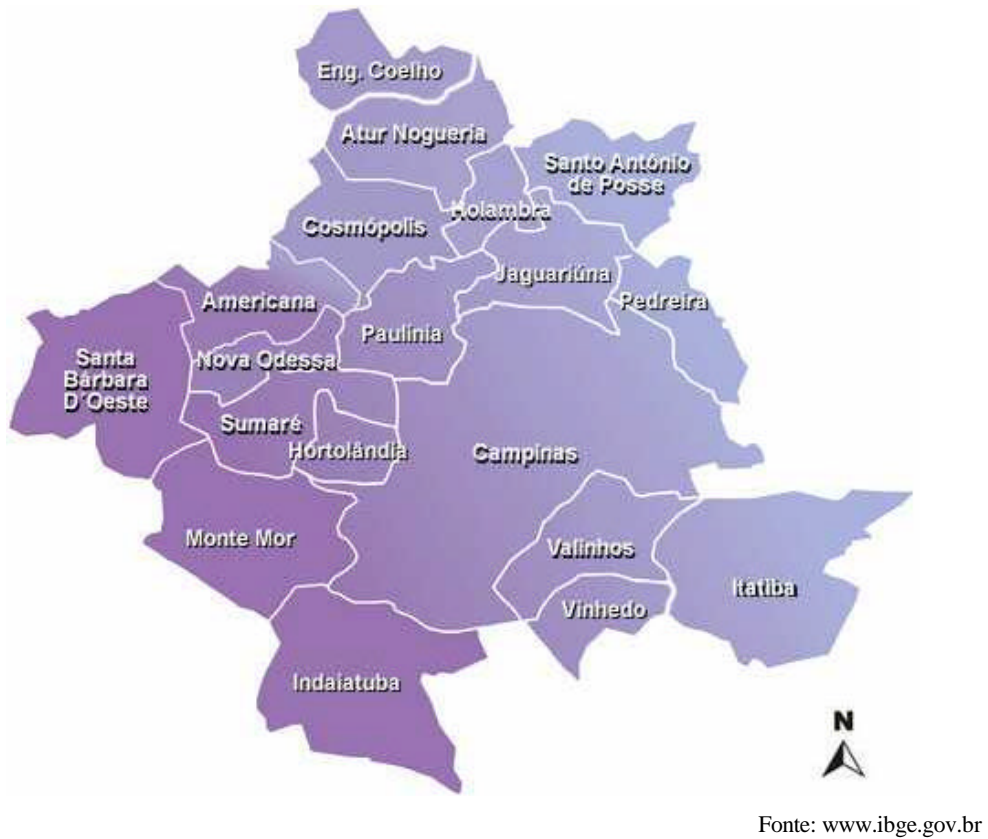 Eng. Coelho
Atur Nogueria
Santo Antônio
de Posse
Holambra
Cosmópolis
Jaguariúna
Americana
Pedreira
Paulinia
Nova Odessa
Santa
Bárbara
D´Oeste
Sumaré
Hortolândia
Campinas
Monte Mor
Valinhos
Itatiba
Vinhedo
Indaiatuba
N
Fonte: www.ibge.gov.br